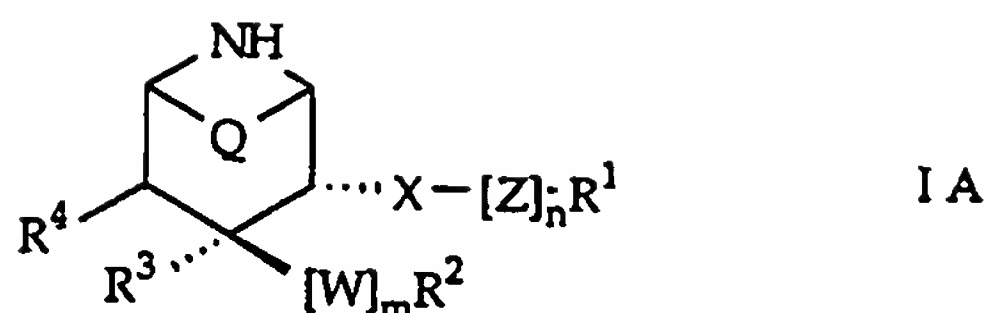 NH
Q
X—[Z]nR1 I A
R4
R3 [W]mR2